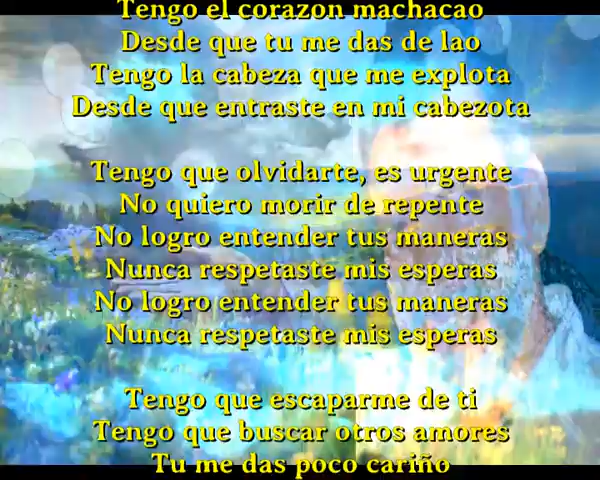 Tengo el corazon machacao
Desde que tu me das de lao
Tengo la cabeza que me explota
Desde que entraste en mi cabezota
Tengo que olvidarte, es urgente
No quiero morir de repente
No logro entender tus maneras
Nunca respetaste mis esperas
No logro entender tus maneras
Nunca respetaste mis esperas
Tengo que escaparme de ti
Tengo que buscar otros amores
Tu me das poco cariño